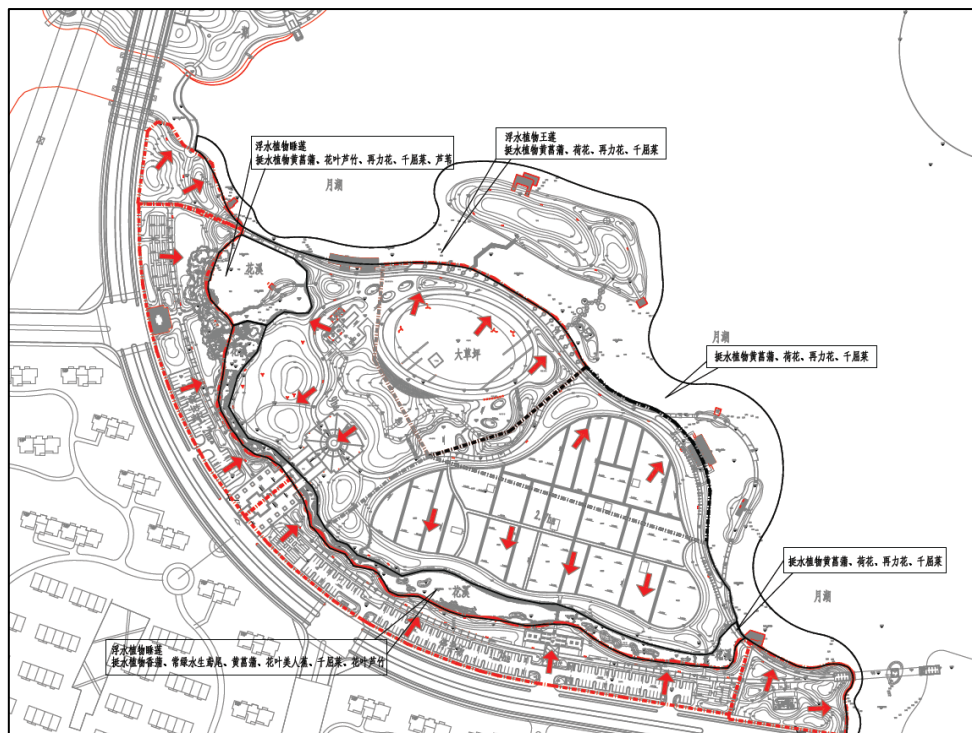 浮水植物睡莲
挺水植物黄菖蒲、花叶芦竹、再力花、千屈菜、芦苇
浮水植物王莲
挺水植物黄菖蒲、荷花、再力花、千屈菜
月湖
花溪
大草坪
月湖
挺水植物黄菖蒲、荷花、再力花、千屈菜
挺水植物黄菖蒲、荷花、再力花、千屈菜
月湖
花溪
浮水植物睡莲
挺水植物香蒲、常绿水生鸢尾、黄菖蒲、花叶美人蕉、千屈菜、花叶芦竹